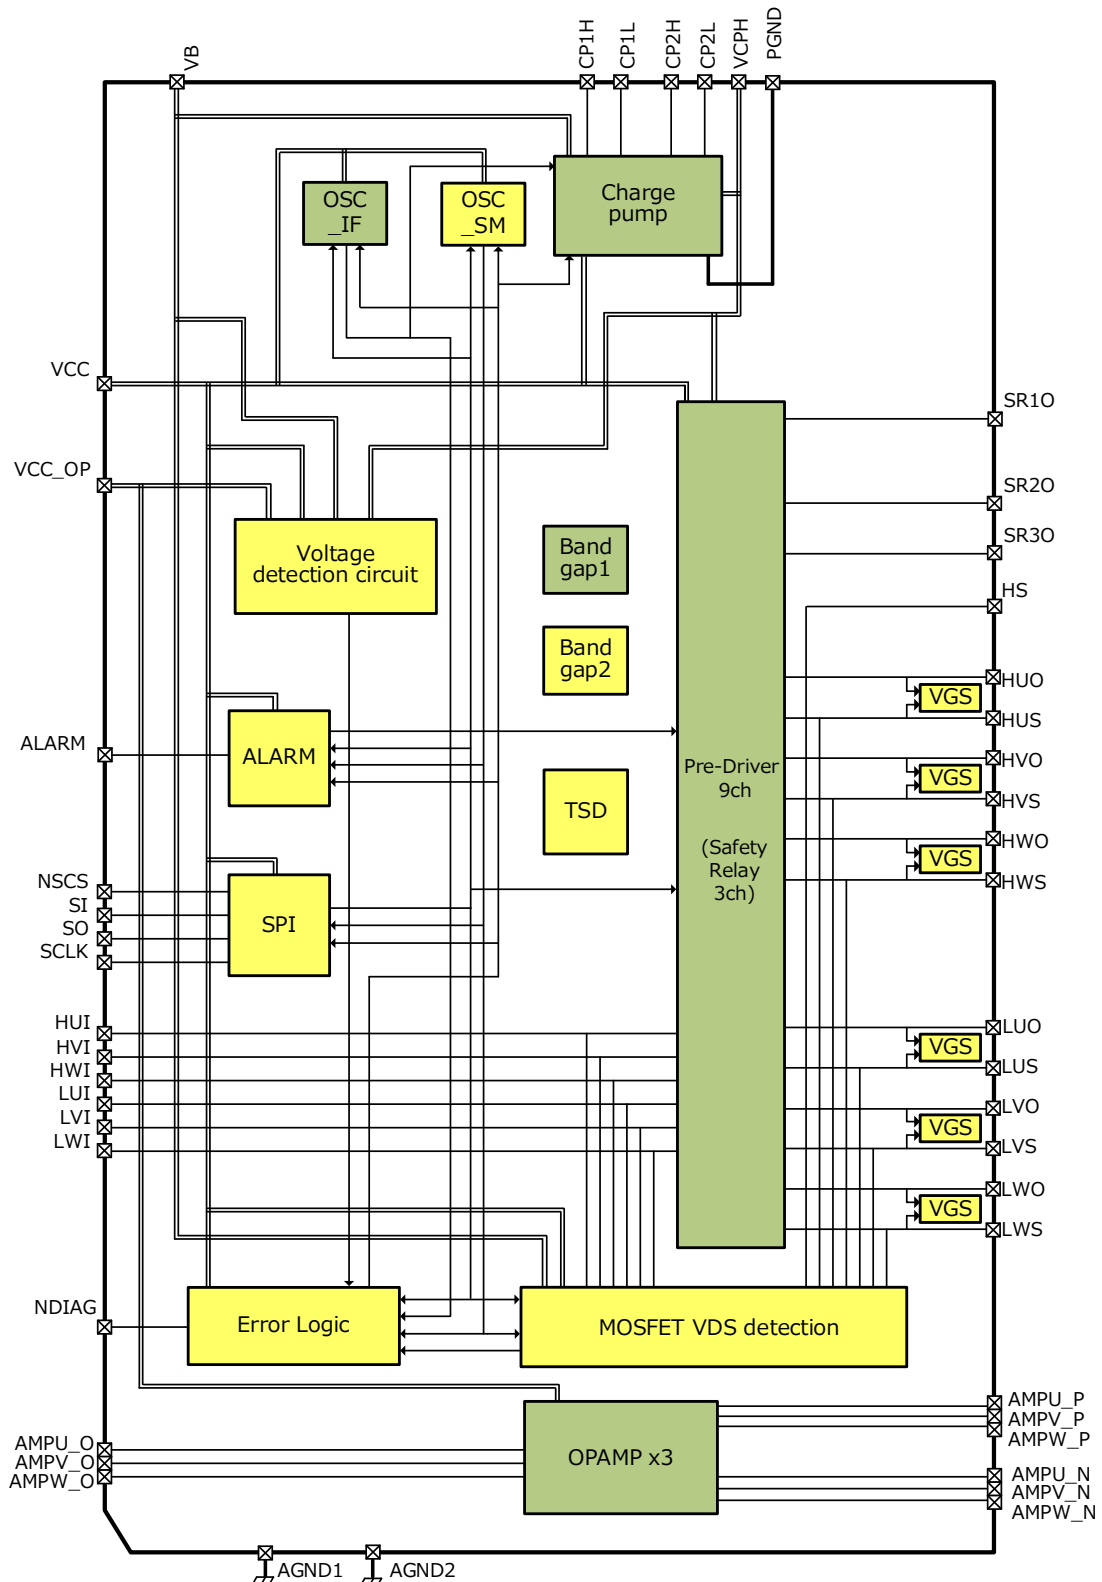 VB
CP1H
CP1L
CP2H
CP2L
VCPH
PGND
OSC
_IF
OSC
_SM
Charge
pump
VCC
VCC_OP
SR1O
SR2O
SR3O
HS
Voltage
detection circuit
Band
gap1
Band
gap2
HUO
VGS
HUS
ALARM
ALARM
TSD
Pre-Driver
9ch
(Safety
Relay
3ch)
HVO
VGS
HVS
HWO
VGS
HWS
NSCS
SI
SO
SCLK
SPI
HUI
HVI
HWI
LUI
LVI
LWI
LUO
VGS
LUS
LVO
VGS
LVS
LWO
VGS
LWS
NDIAG
Error Logic
MOSFET VDS detection
AMPU_P
AMPV_P
AMPW_P
AMPU_O
AMPV_O
AMPW_O
OPAMP x3
AMPU_N
AMPV_N
AMPW_N
AGND1
AGND2